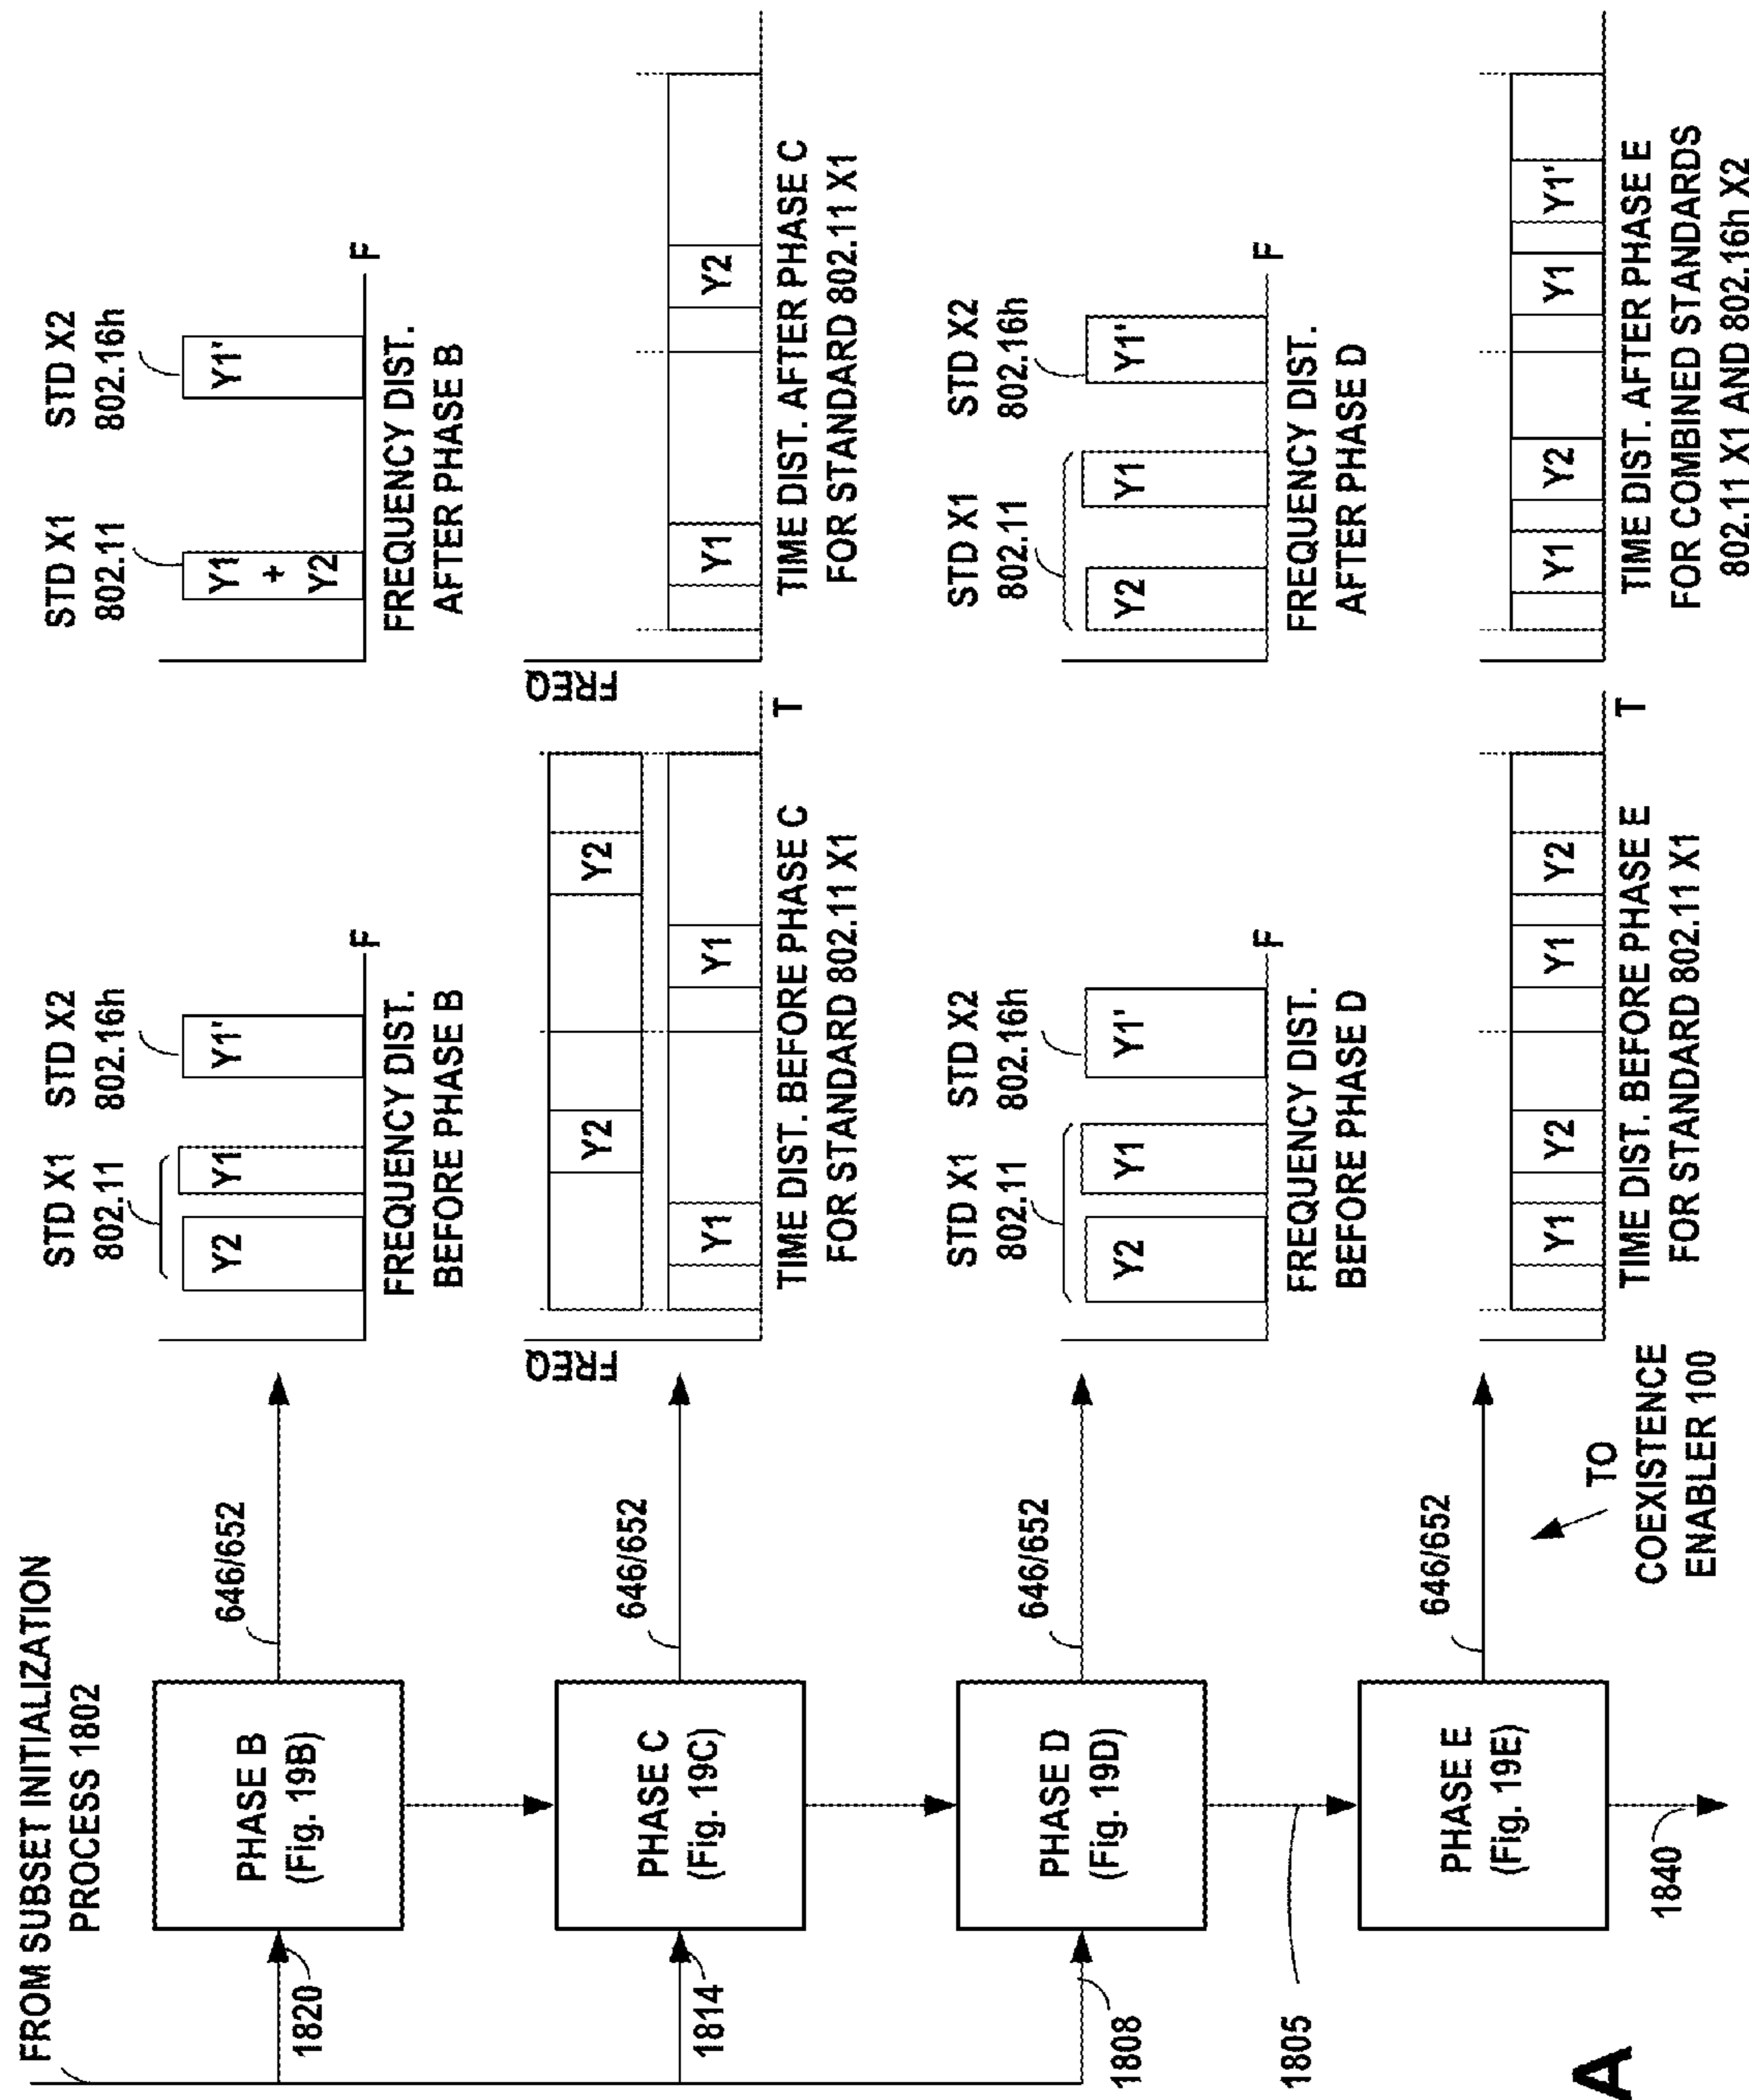 FROM SUBSET INITIALIZATION
PROCESS 1802
1820
PHASE B
(Fig. 19B)
646/652
STD X1
802.11
STD X2
802.16h
Y2
Y1
Y1'
F
FREQUENCY DIST.
BEFORE PHASE B
STD X1
802.11
STD X2
802.16h
Y1
+
Y2
Y1'
F
FREQUENCY DIST.
AFTER PHASE B
1814
PHASE C
(Fig. 19C)
646/652
FREQ
Y2
Y2
Y1
Y1
T
TIME DIST. BEFORE PHASE C
FOR STANDARD 802.11 X1
FREQ
Y1
Y2
TIME DIST. AFTER PHASE C
FOR STANDARD 802.11 X1
1808
PHASE D
(Fig. 19D)
646/652
STD X1
802.11
STD X2
802.16h
Y2
Y1
Y1'
F
FREQUENCY DIST.
BEFORE PHASE D
STD X1
802.11
STD X2
802.16h
Y2
Y1
Y1'
F
FREQUENCY DIST.
AFTER PHASE D
1805
PHASE E
(Fig. 19E)
646/652
TO
COEXISTENCE
ENABLER 100
1840
Y1
Y2
Y1
Y2
T
TIME DIST. BEFORE PHASE E
FOR STANDARD 802.11 X1
Y1
Y2
Y1
Y1'
TIME DIST. AFTER PHASE E
FOR COMBINED STANDARDS
802.11 X1 AND 802.16h X2
A